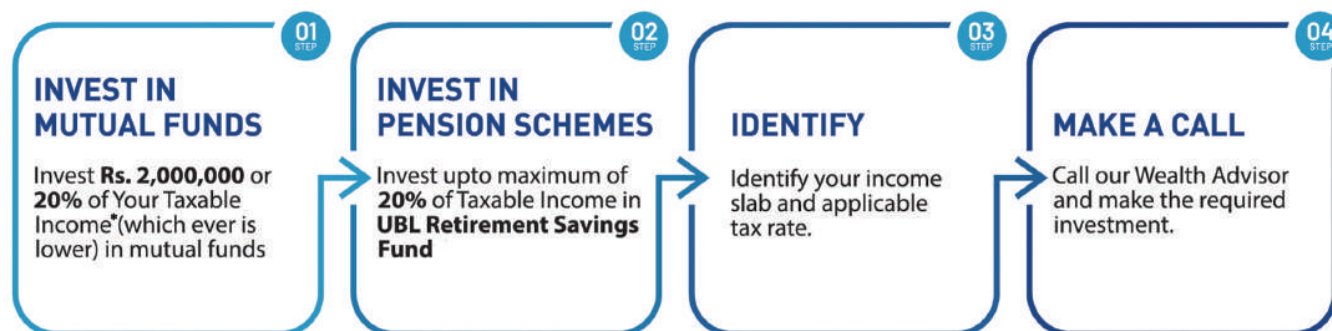 01
STEP
INVEST IN
MUTUAL FUNDS
Invest Rs. 2,000,000 or
20% of Your Taxable
Income*(which ever is
lower) in mutual funds
02
STEP
INVEST IN
PENSION SCHEMES
Invest upto maximum of
20% of Taxable Income in
UBL Retirement Savings
Fund
03
STEP
IDENTIFY
Identify your income
slab and applicable
tax rate.
04
STEP
MAKE A CALL
Call our Wealth Advisor
and make the required
investment.